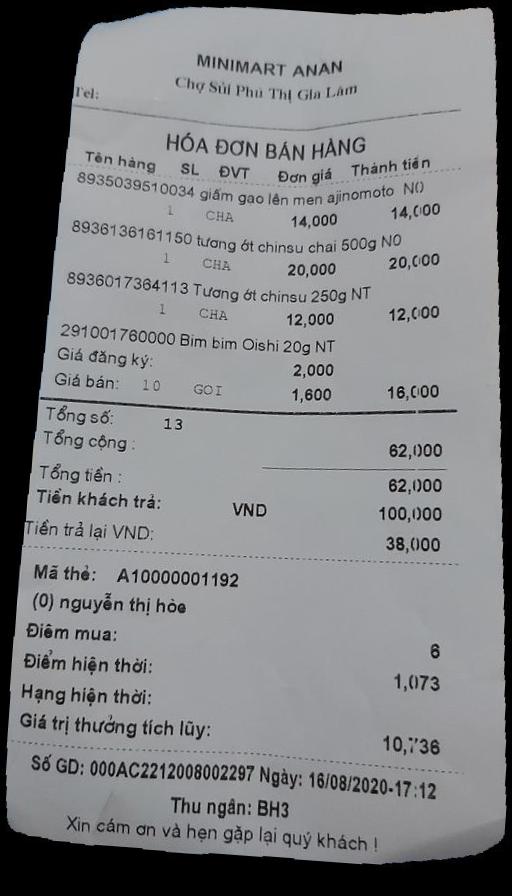 MINIMART ANAN
Chợ Sủi Phú Thị Gia Lâm
Tel:
HÓA ĐƠN BÁN HÀNG
Tên hàng SL ĐVT Đơn giá Thành tiền
8935039510034 giấm gạo lên men ajinomoto N0
1 CHA 14,000 14,000
8936136161150 tương ớt chinsu chai 500g N0
1 CHA 20,000 20,000
8936017364113 Tương ớt chinsu 250g NT
1 CHA 12,000 12,000
291001760000 Bim bim Oishi 20g NT
Giá đăng ký: 2,000
Giá bán: 10 GOI 1,600 16,000
Tổng số: 13
Tổng cộng : 62,000
Tổng tiền : 62,000
Tiền khách trả: VND 100,000
Tiền trả lại VND: 38,000
Mã thẻ: A10000001192
(0) nguyễn thị hòe
Điểm mua: 6
Điểm hiện thời: 1,073
Hạng hiện thời:
Giá trị thưởng tích lũy: 10,736
Số GD: 000AC2212008002297 Ngày: 16/08/2020-17:12
Thu ngân: BH3
Xin cám ơn và hẹn gặp lại quý khách !